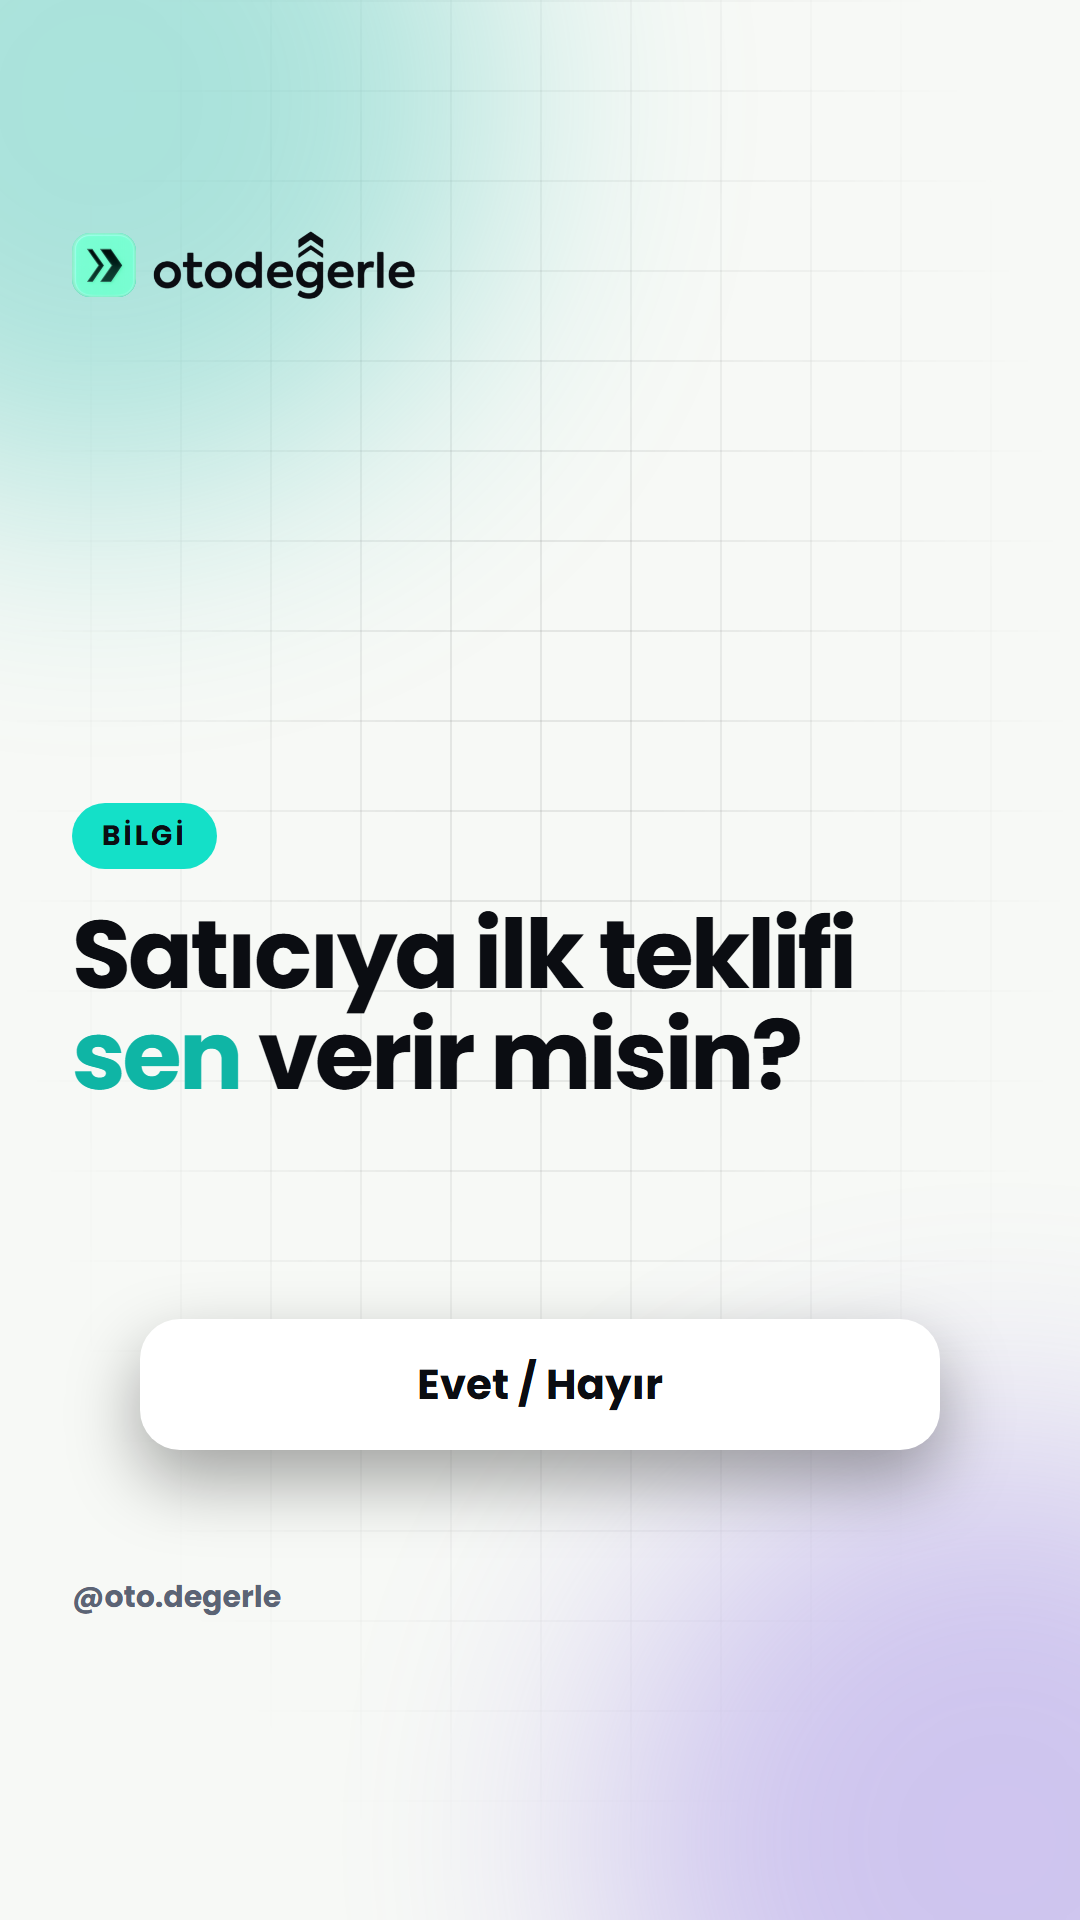 otodeğerle
BİLGİ
Satıcıya ilk teklifi
sen verir misin?
Evet / Hayır
@oto.degerle